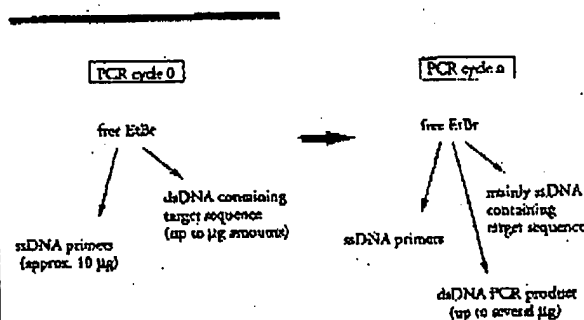 PCR cycle 0
free EtBr
ssDNA primers
(approx. 10 µg)
dsDNA containing
target sequence
(up to µg amounts)
PCR cycle n
free EtBr
ssDNA primers
mainly ssDNA
containing
target sequence
dsDNA PCR product
(up to several µg)